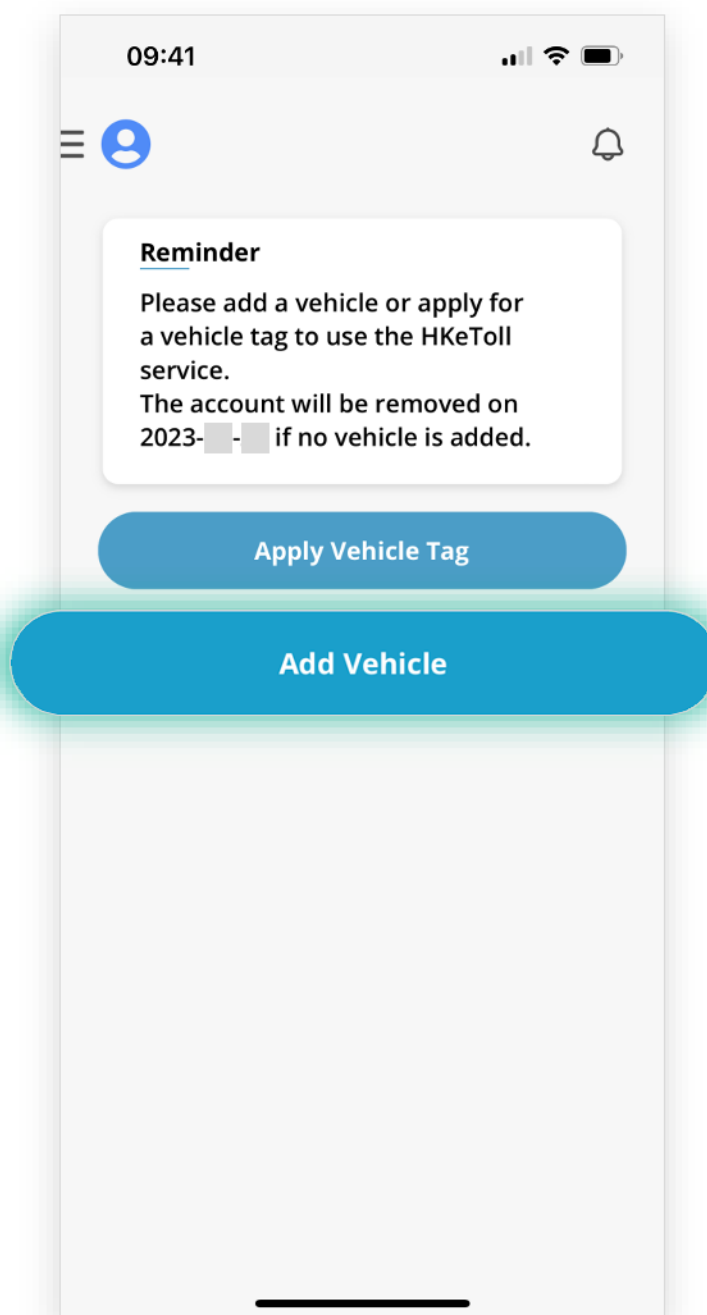 09:41
Reminder
Please add a vehicle or apply for
a vehicle tag to use the HKeToll
service.
The account will be removed on
2023- - if no vehicle is added.
Apply Vehicle Tag
Add Vehicle